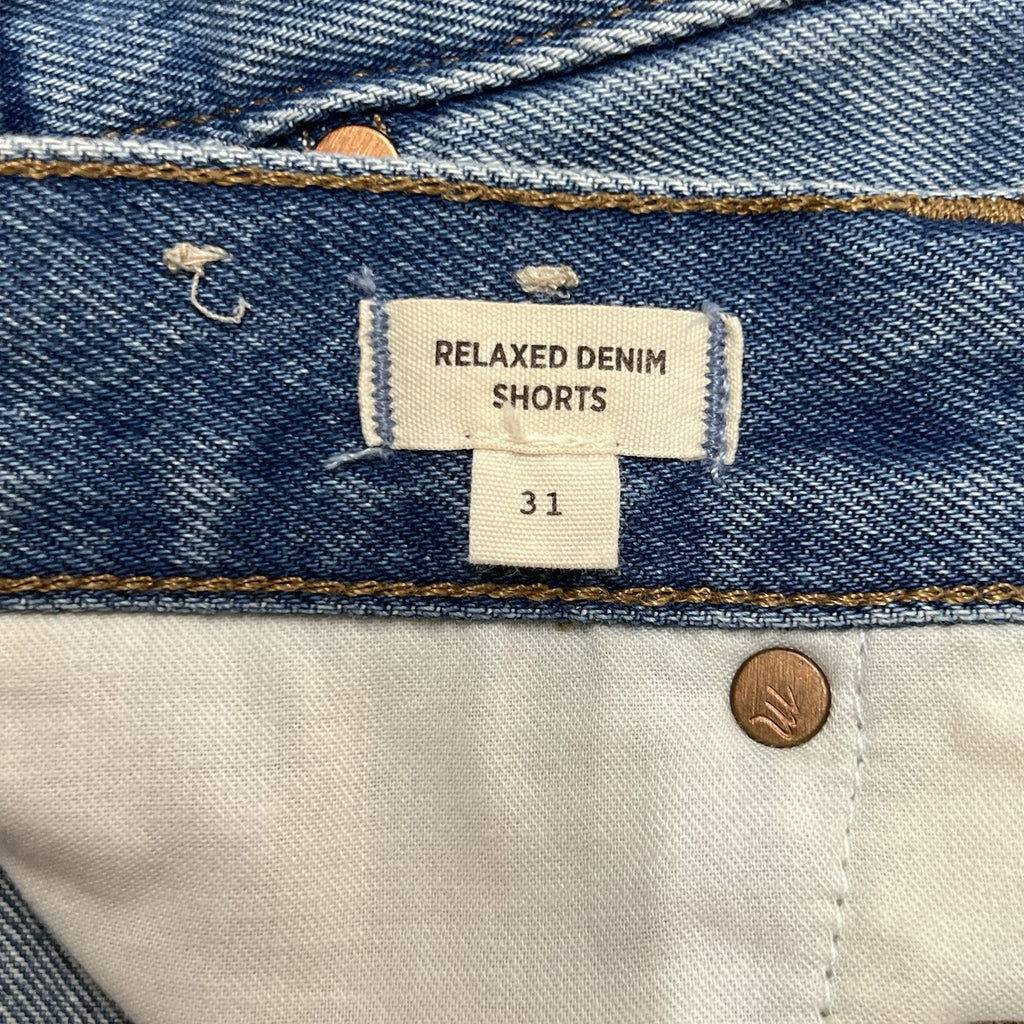 RELAXED DENIM
SHORTS
31